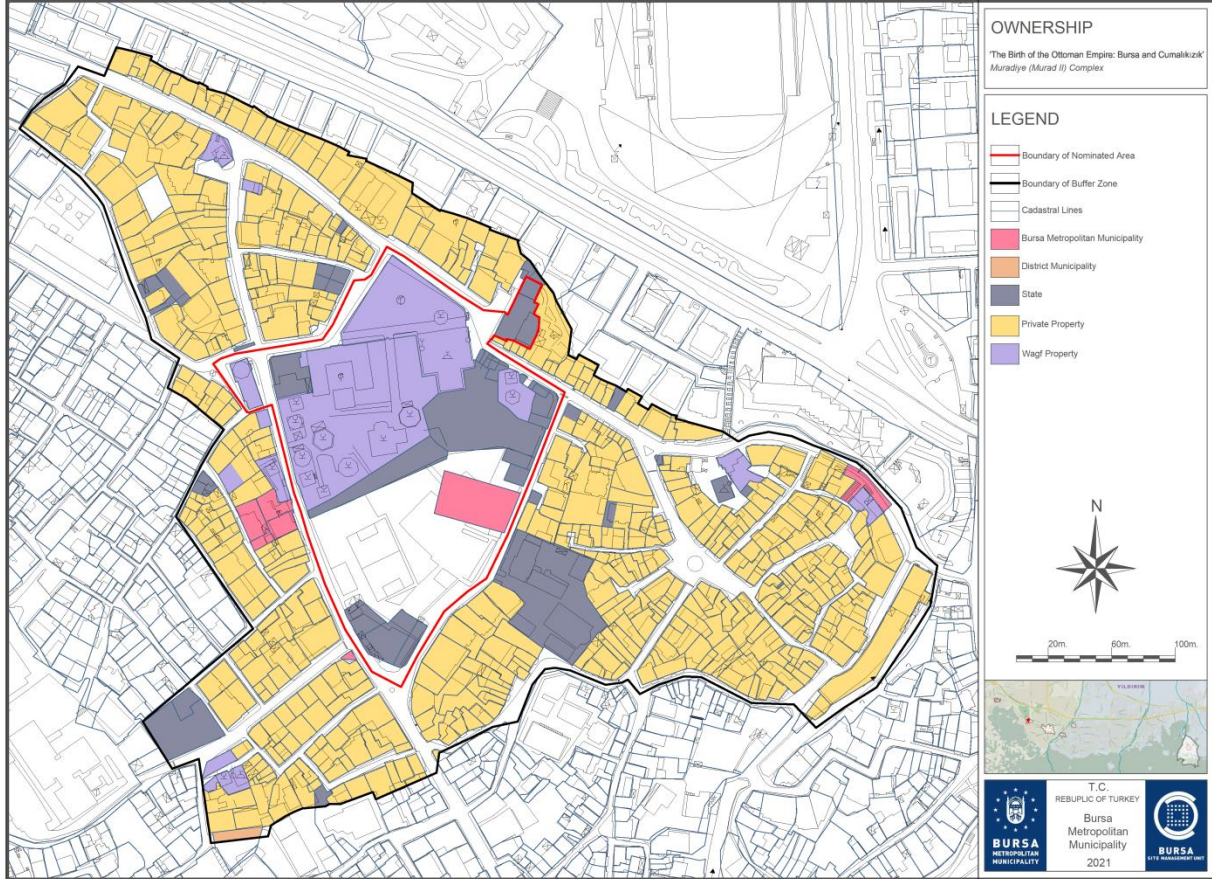 OWNERSHIP
'The Birth of the Ottoman Empire: Bursa and Cumalıkızık'
Muradiye (Murad II) Complex
LEGEND
Boundary of Nominated Area
Boundary of Buffer Zone
Cadastral Lines
Bursa Metropolitan Municipality
District Municipality
State
Private Property
Waqf Property
N
20m. 60m. 100m.
YILDIRIM
BURSA
METROPOLITAN
MUNICIPALITY
T.C.
REBUPLIC OF TURKEY
Bursa
Metropolitan
Municipality
2021
BURSA
SITE MANAGEMENT UNIT